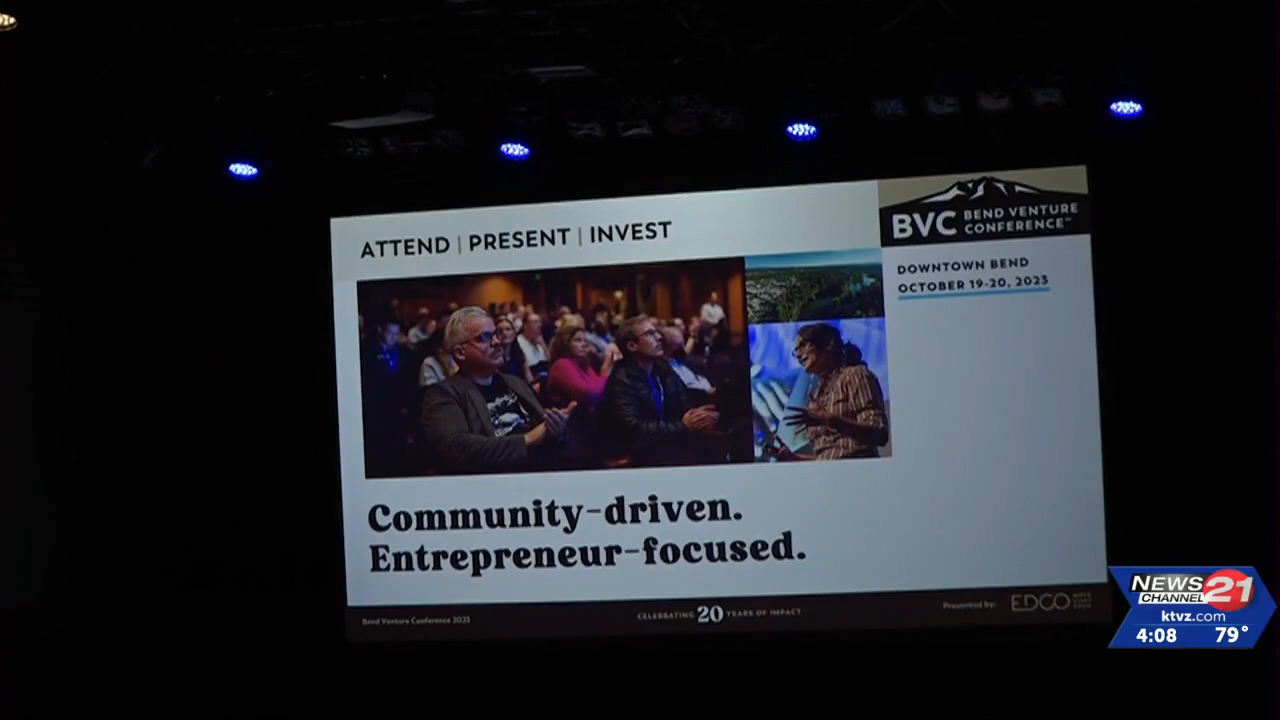 ATTEND | PRESENT | INVEST
BVC BEND VENTURE CONFERENCE™
DOWNTOWN BEND
OCTOBER 19-20, 2023
Community-driven.
Entrepreneur-focused.
Bend Venture Conference 2023
CELEBRATING 20 YEARS OF IMPACT
Presented by:
EDCO
NEWS
CHANNEL
21
ktvz.com
4:08 79°